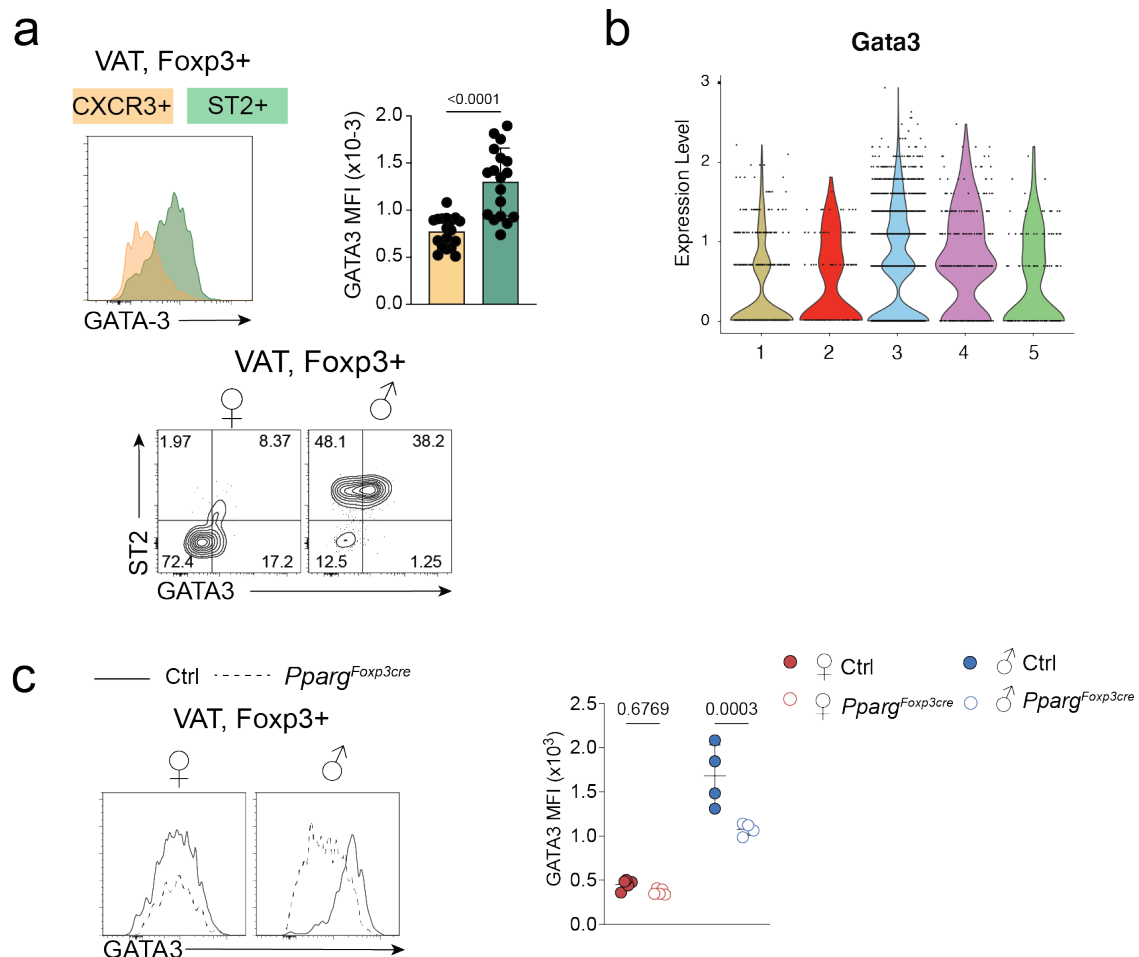 a
VAT, Foxp3+
CXCR3+ ST2+
GATA-3
<0.0001
GATA3 MFI (x10-3)
2.0
1.5
1.0
0.5
0.0
VAT, Foxp3+
♀ ♂
1.97 8.37 48.1 38.2
72.4 17.2 12.5 1.25
ST2
GATA3
b
Gata3
Expression Level
3
2
1
0
1 2 3 4 5
c
Ctrl Pparg^Foxp3cre
VAT, Foxp3+
♀ ♂
GATA3
♀ Ctrl ♂ Ctrl
♀ Pparg^Foxp3cre ♂ Pparg^Foxp3cre
0.6769 0.0003
GATA3 MFI (x10³)
2.5
2.0
1.5
1.0
0.5
0.0